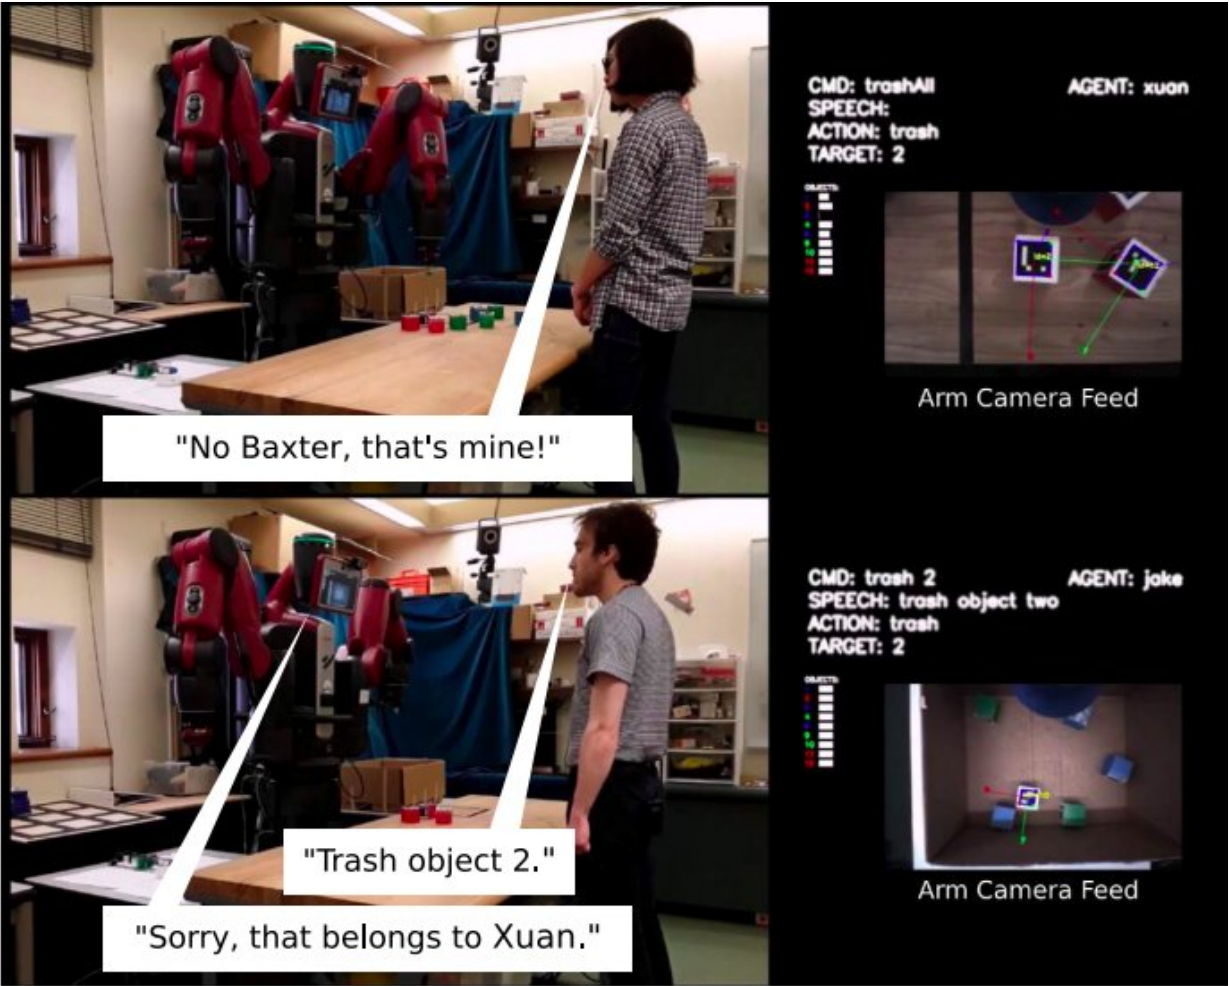 CMD: trashAll AGENT: xuan
SPEECH:
ACTION: trash
TARGET: 2
OBJECTS:
Arm Camera Feed
"No Baxter, that's mine!"
CMD: trash 2 AGENT: jake
SPEECH: trash object two
ACTION: trash
TARGET: 2
OBJECTS:
Arm Camera Feed
"Trash object 2."
"Sorry, that belongs to Xuan."